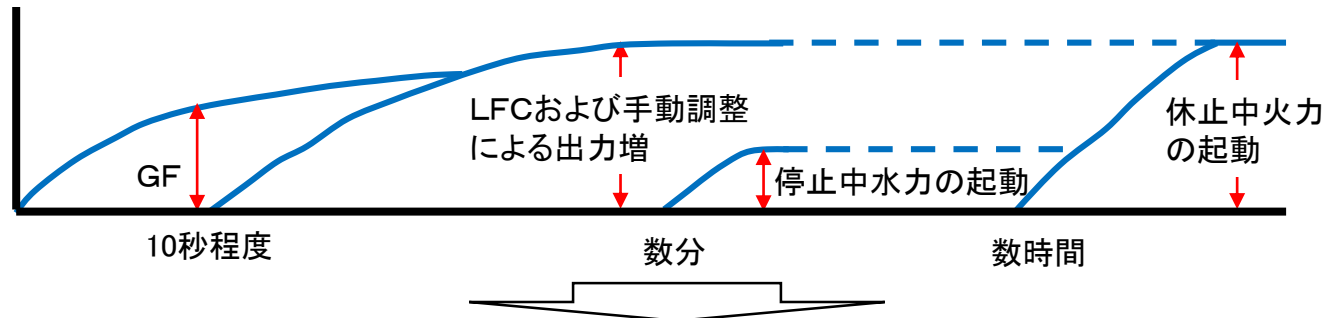 GF
LFCおよび手動調整
による出力増
停止中水力の起動
休止中火力
の起動
10秒程度
数分
数時間